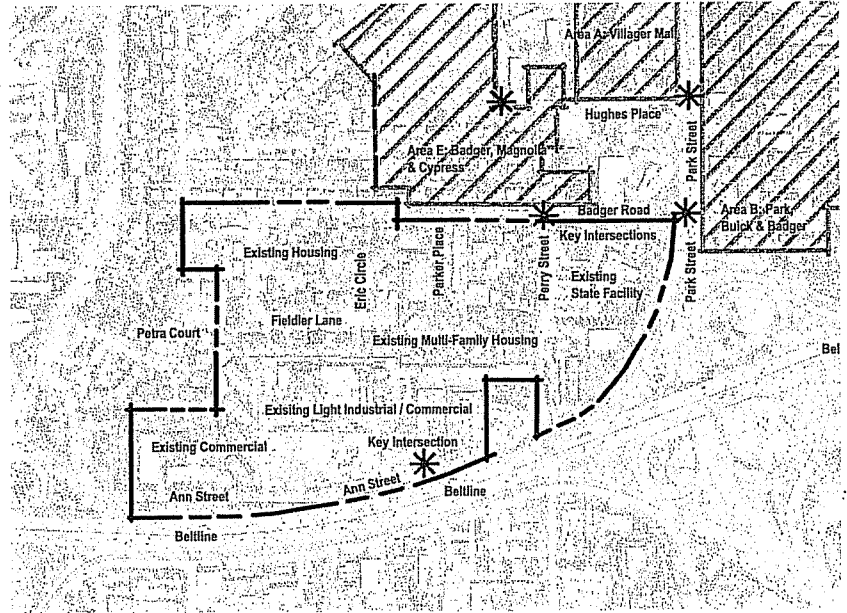 Area A: Villager Mall
Hughes Place
Park Street
Area E: Badger, Magnolia
& Cypress
Badger Road
Area B: Park,
Buick & Badger
Key Intersections
Existing Housing
Eric Circle
Parker Place
Perry Street
Existing
State Facility
Park Street
Petra Court
Fieldler Lane
Existing Multi-Family Housing
Bel
Exisiting Light Industrial / Commercial
Existing Commercial
Key Intersection
Ann Street
Ann Street
Beltline
Beltline